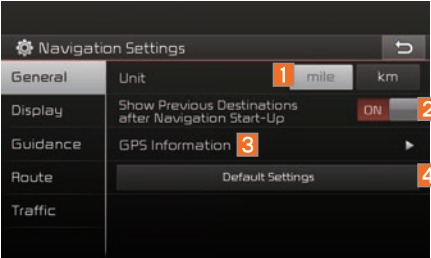 Navigation Settings
General
Unit
1
mile
km
Display
Show Previous Destinations
after Navigation Start-Up
ON
2
Guidance
GPS Information
3
Route
Default Settings
4
Traffic